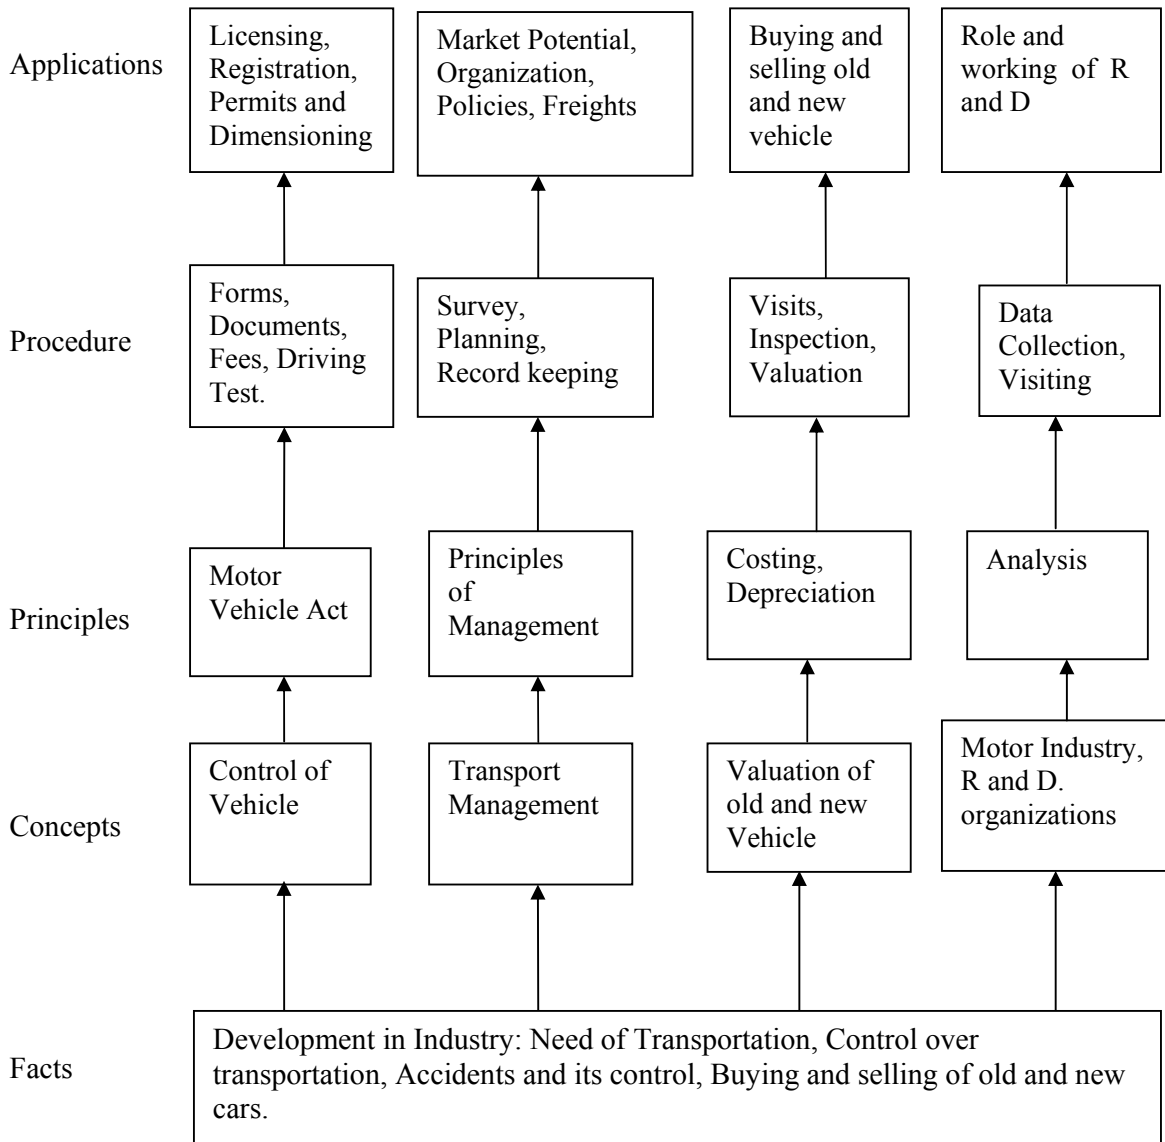 Applications
Licensing,
Registration,
Permits and
Dimensioning
Market Potential,
Organization,
Policies, Freights
Buying and
selling old
and new
vehicle
Role and
working of R
and D
Procedure
Forms,
Documents,
Fees, Driving
Test.
Survey,
Planning,
Record keeping
Visits,
Inspection,
Valuation
Data
Collection,
Visiting
Principles
Motor
Vehicle Act
Principles
of
Management
Costing,
Depreciation
Analysis
Concepts
Control of
Vehicle
Transport
Management
Valuation of
old and new
Vehicle
Motor Industry,
R and D.
organizations
Facts
Development in Industry: Need of Transportation, Control over
transportation, Accidents and its control, Buying and selling of old and new
cars.